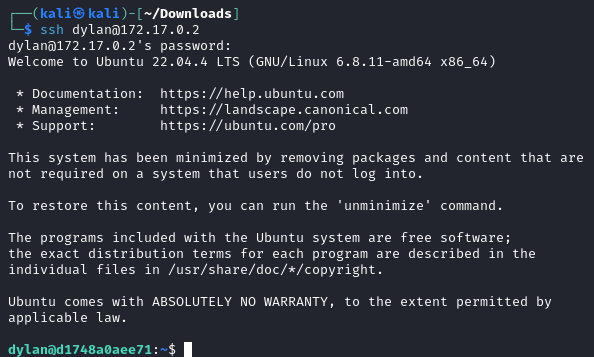 ┌──(kali㉿kali)-[~/Downloads]
└─$ ssh dylan@172.17.0.2
dylan@172.17.0.2's password:
Welcome to Ubuntu 22.04.4 LTS (GNU/Linux 6.8.11-amd64 x86_64)

 * Documentation:  https://help.ubuntu.com
 * Management:     https://landscape.canonical.com
 * Support:        https://ubuntu.com/pro

This system has been minimized by removing packages and content that are
not required on a system that users do not log into.

To restore this content, you can run the 'unminimize' command.

The programs included with the Ubuntu system are free software;
the exact distribution terms for each program are described in the
individual files in /usr/share/doc/*/copyright.

Ubuntu comes with ABSOLUTELY NO WARRANTY, to the extent permitted by
applicable law.

dylan@d1748a0aee71:~$